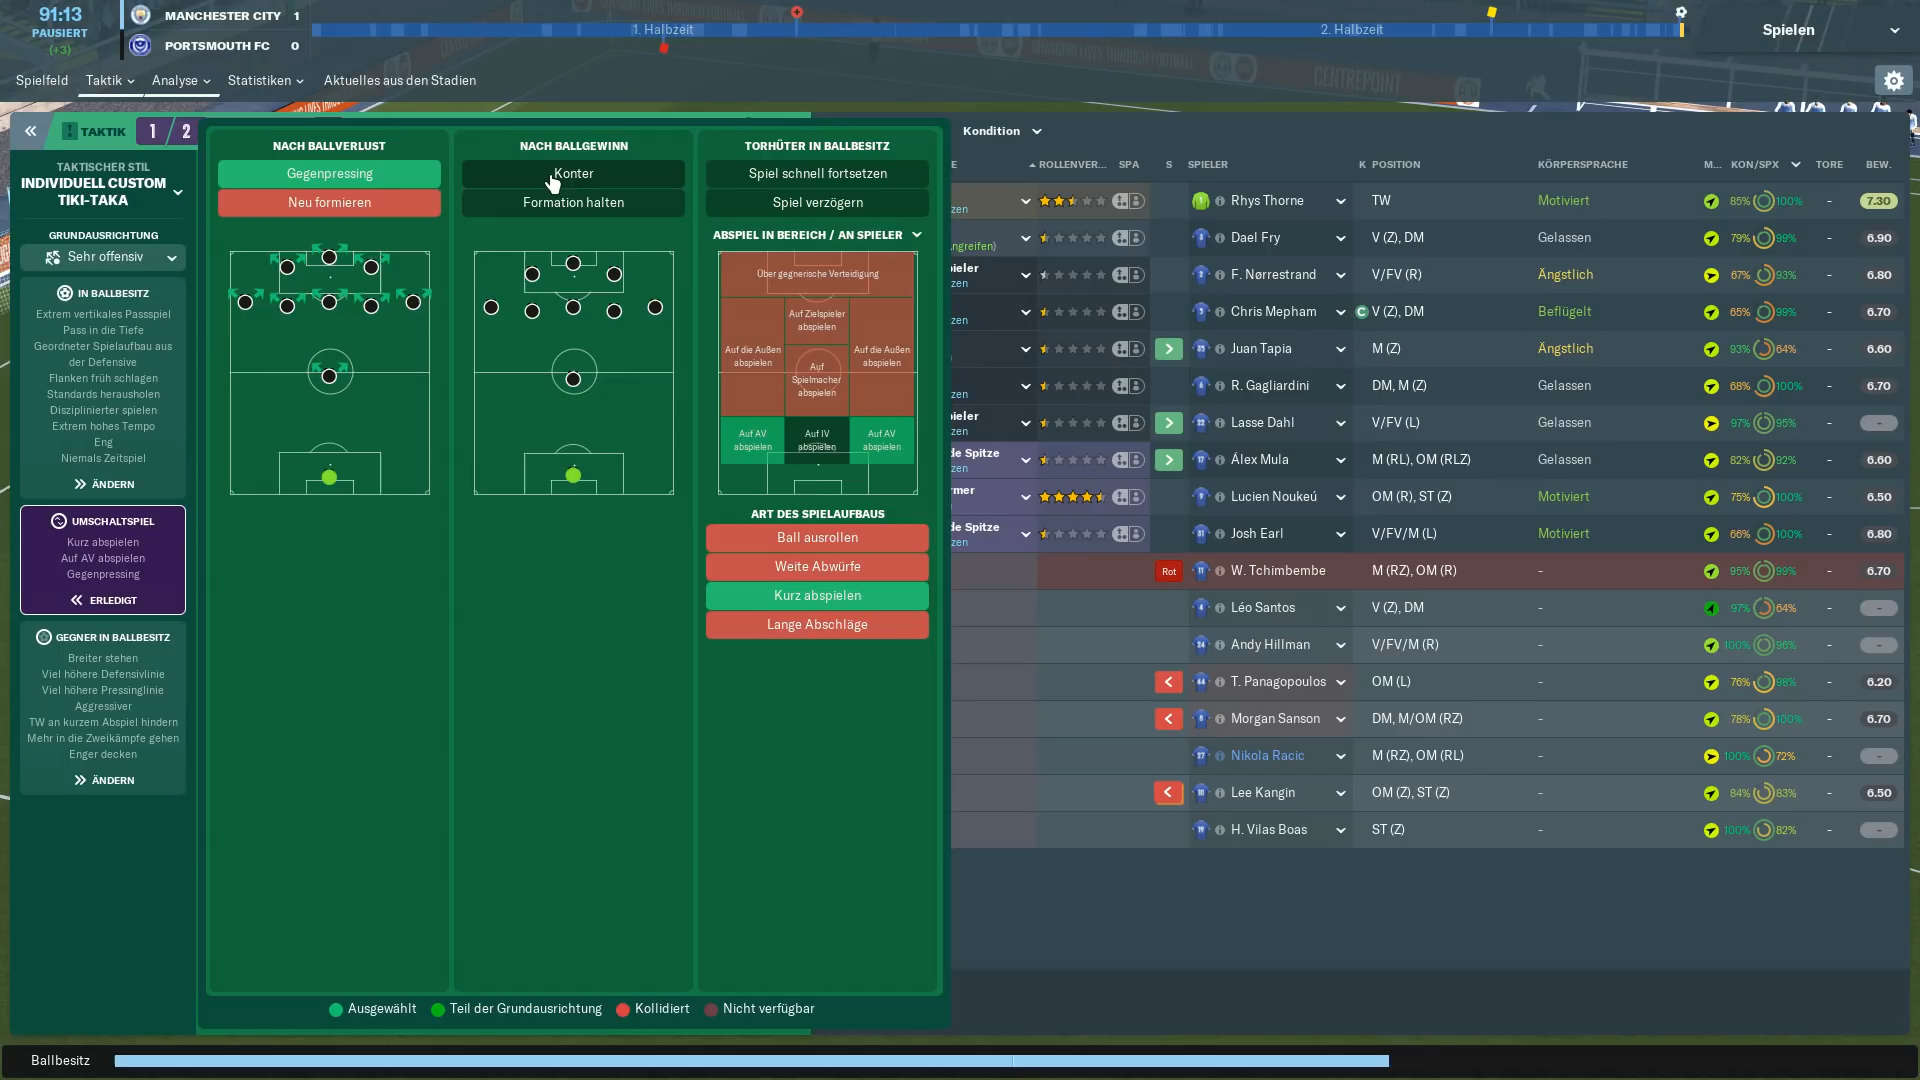 91:13
PAUSIERT
(+3)
MANCHESTER CITY 1
PORTSMOUTH FC 0
1. Halbzeit
2. Halbzeit
Spielen
Spielfeld
Taktik
Analyse
Statistiken
Aktuelles aus den Stadien
TAKTIK 1 2
TAKTISCHER STIL
INDIVIDUELL CUSTOM
TIKI-TAKA
GRUNDAUSRICHTUNG
Sehr offensiv
IN BALLBESITZ
Extrem vertikales Passspiel
Pass in die Tiefe
Geordneter Spielaufbau aus
der Defensive
Flanken früh schlagen
Standards herausholen
Disziplinierter spielen
Extrem hohes Tempo
Eng
Niemals Zeitspiel
ÄNDERN
UMSCHALTSPIEL
Kurz abspielen
Auf AV abspielen
Gegenpressing
ERLEDIGT
GEGNER IN BALLBESITZ
Breiter stehen
Viel höhere Defensivlinie
Viel höhere Pressinglinie
Aggressiver
TW an kurzem Abspiel hindern
Mehr in die Zweikämpfe gehen
Enger decken
ÄNDERN
NACH BALLVERLUST
Gegenpressing
Neu formieren
NACH BALLGEWINN
Konter
Formation halten
TORHÜTER IN BALLBESITZ
Spiel schnell fortsetzen
Spiel verzögern
ABSPIEL IN BEREICH / AN SPIELER
Über gegnerische Verteidigung
Auf Zielspieler
abspielen
Auf die Außen
abspielen
Auf
Spielmacher
abspielen
Auf die Außen
abspielen
Auf AV
abspielen
Auf IV
abspielen
Auf AV
abspielen
ART DES SPIELAUFBAUS
Ball ausrollen
Weite Abwürfe
Kurz abspielen
Lange Abschläge
Ausgewählt
Teil der Grundausrichtung
Kollidiert
Nicht verfügbar
Kondition
E ROLLENVER... SPA S SPIELER K POSITION KÖRPERSPRACHE M... KON/SPX TORE BEW.
zen Rhys Thorne TW Motiviert 85% 100% - 7.30
ngreifen) Dael Fry V (Z), DM Gelassen 79% 99% - 6.90
pieler
zen F. Nørrestrand V/FV (R) Ängstlich 67% 93% - 6.80
zen Chris Mepham C V (Z), DM Beflügelt 65% 99% - 6.70
Juan Tapia M (Z) Ängstlich 93% 64% - 6.60
zen R. Gagliardini DM, M (Z) Gelassen 68% 100% - 6.70
pieler
zen Lasse Dahl V/FV (L) Gelassen 97% 95% - -
de Spitze
zen Álex Mula M (RL), OM (RLZ) Gelassen 82% 92% - 6.60
rmer
zen Lucien Noukeú OM (R), ST (Z) Motiviert 75% 100% - 6.50
de Spitze
zen Josh Earl V/FV/M (L) Motiviert 66% 100% - 6.80
Rot W. Tchimbembe M (RZ), OM (R) 95% 99% - 6.70
Léo Santos V (Z), DM - 97% 64% - -
Andy Hillman V/FV/M (R) - 100% 96% - -
T. Panagopoulos OM (L) - 76% 98% - 6.20
Morgan Sanson DM, M/OM (RZ) - 78% 100% - 6.70
Nikola Racic M (RZ), OM (RL) - 100% 72% - -
Lee Kangin OM (Z), ST (Z) - 84% 83% - 6.50
H. Vilas Boas ST (Z) - 100% 82% - -
Ballbesitz